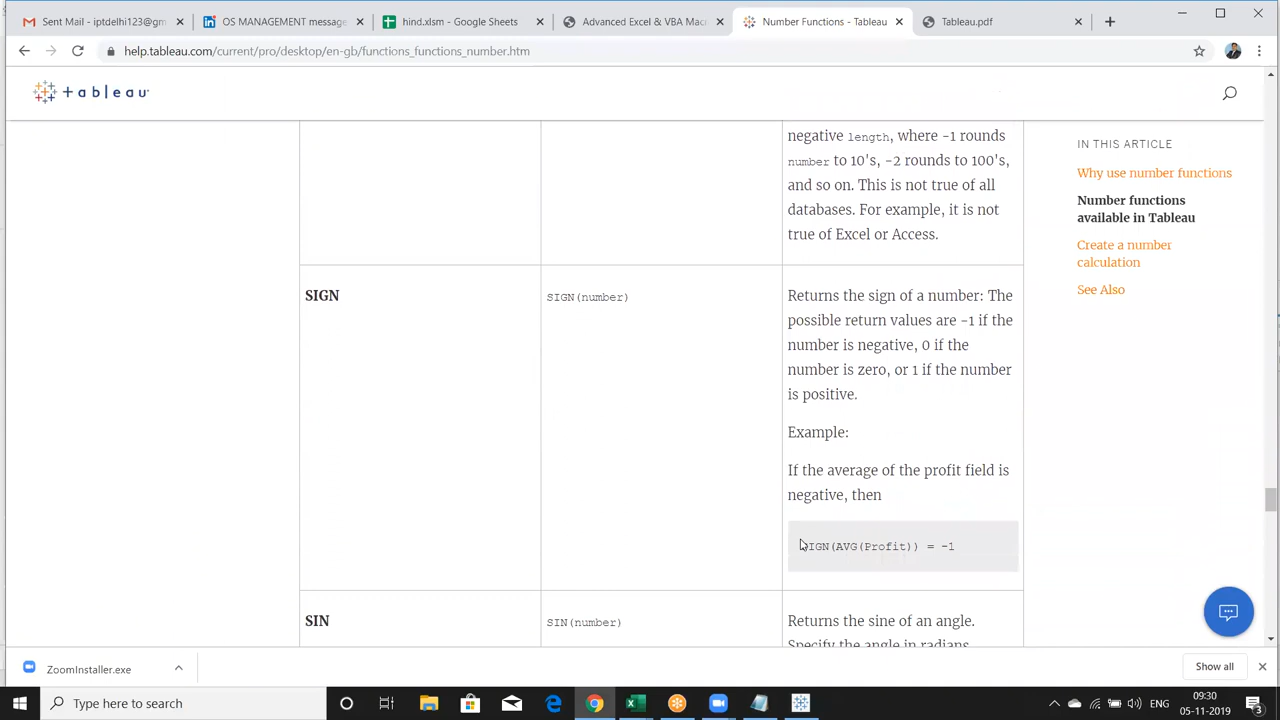 Sent Mail - iptdelhi123@gm
OS MANAGEMENT message
hind.xlsm - Google Sheets
Advanced Excel & VBA Mac
Number Functions - Tableau
Tableau.pdf
help.tableau.com/current/pro/desktop/en-gb/functions_functions_number.htm
+ a b | e a u
negative length, where -1 rounds
number to 10's, -2 rounds to 100's,
and so on. This is not true of all
databases. For example, it is not
true of Excel or Access.
IN THIS ARTICLE
Why use number functions
Number functions
available in Tableau
Create a number
calculation
See Also
SIGN
SIGN(number)
Returns the sign of a number: The
possible return values are -1 if the
number is negative, 0 if the
number is zero, or 1 if the number
is positive.
Example:
If the average of the profit field is
negative, then
SIGN(AVG(Profit)) = -1
SIN
SIN(number)
Returns the sine of an angle.
Specify the angle in radians.
ZoomInstaller.exe
Show all
Type here to search
ENG
09:30
05-11-2019
3